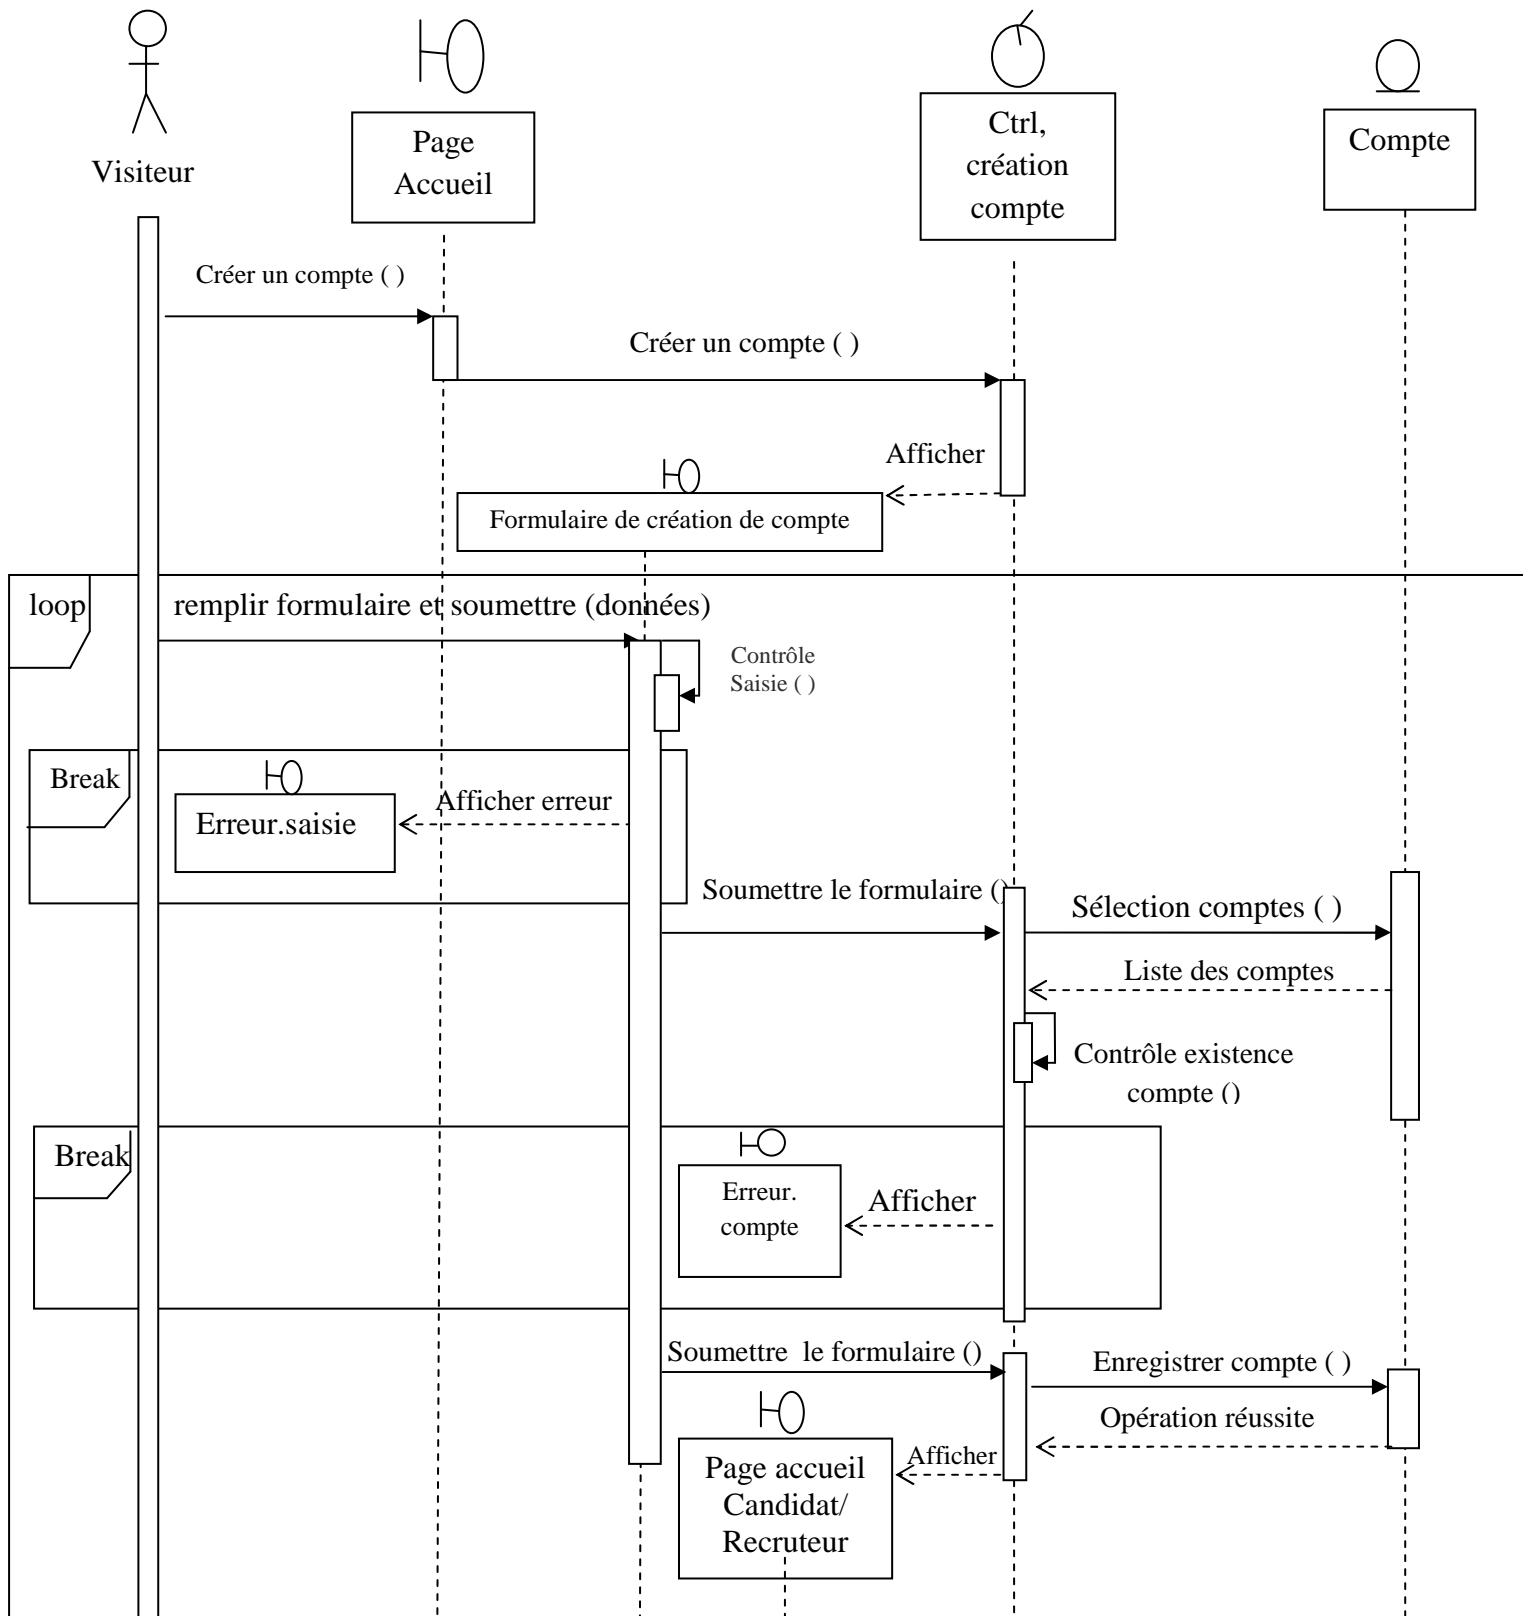 Visiteur
Page
Accueil
Ctrl,
création
compte
Compte
Créer un compte ( )
Créer un compte ( )
Afficher
Formulaire de création de compte
loop
remplir formulaire et soumettre (données)
Contrôle
Saisie ( )
Break
Afficher erreur
Erreur.saisie
Soumettre le formulaire ()
Sélection comptes ( )
Liste des comptes
Contrôle existence
compte ()
Break
Erreur.
compte
Afficher
Soumettre le formulaire ()
Enregistrer compte ( )
Opération réussite
Afficher
Page accueil
Candidat/
Recruteur